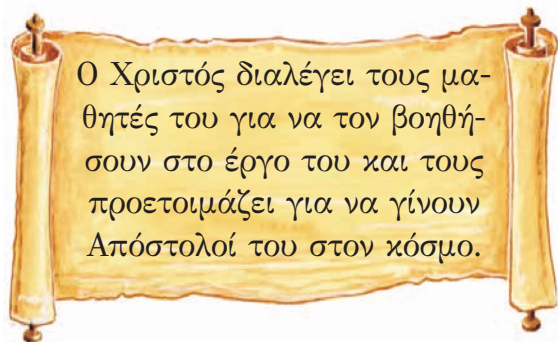 Ο Χριστός διαλέγει τους μα-
θητές του για να τον βοηθή-
σουν στο έργο του και τους
προετοιμάζει για να γίνουν
Απόστολοί του στον κόσμο.